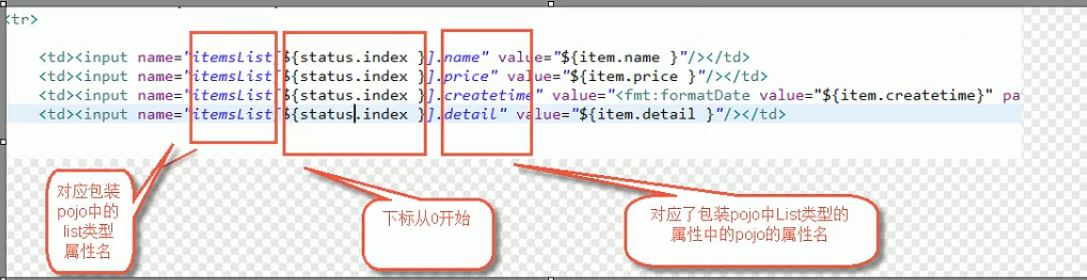 <tr>
<td><input name="itemsList[${status.index }].name" value="${item.name }"/></td>
<td><input name="itemsList[${status.index }].price" value="${item.price }"/></td>
<td><input name="itemsList[${status.index }].createtime" value="<fmt:formatDate value="${item.createtime}" pa
<td><input name="itemsList[${status.index }].detail" value="${item.detail }"/></td>
对应包装
pojo中的
list类型
属性名
下标从0开始
对应了包装pojo中List类型的
属性中的pojo的属性名